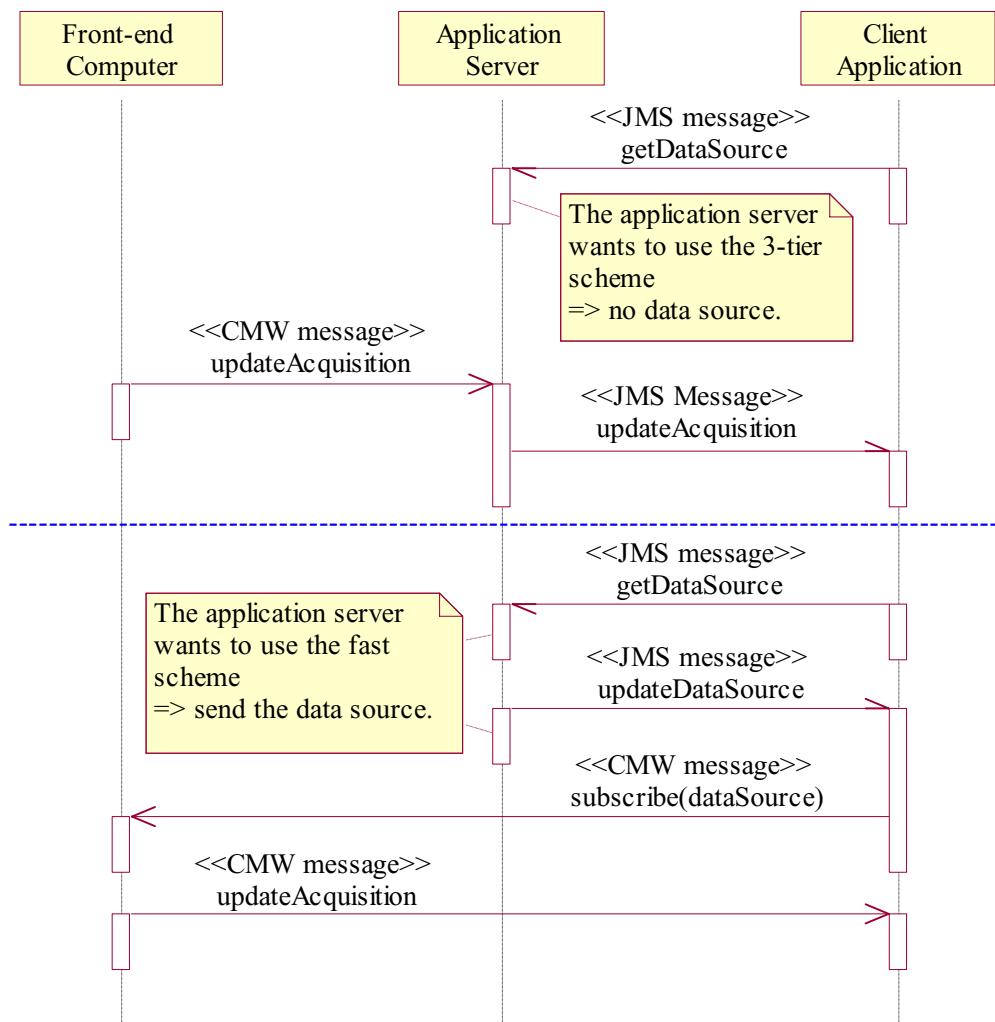 Front-end
Computer
Application
Server
Client
Application
<<JMS message>>
getDataSource
The application server
wants to use the 3-tier
scheme
=> no data source.
<<CMW message>>
updateAcquisition
<<JMS Message>>
updateAcquisition
<<JMS message>>
getDataSource
The application server
wants to use the fast
scheme
=> send the data source.
<<JMS message>>
updateDataSource
<<CMW message>>
subscribe(dataSource)
<<CMW message>>
updateAcquisition